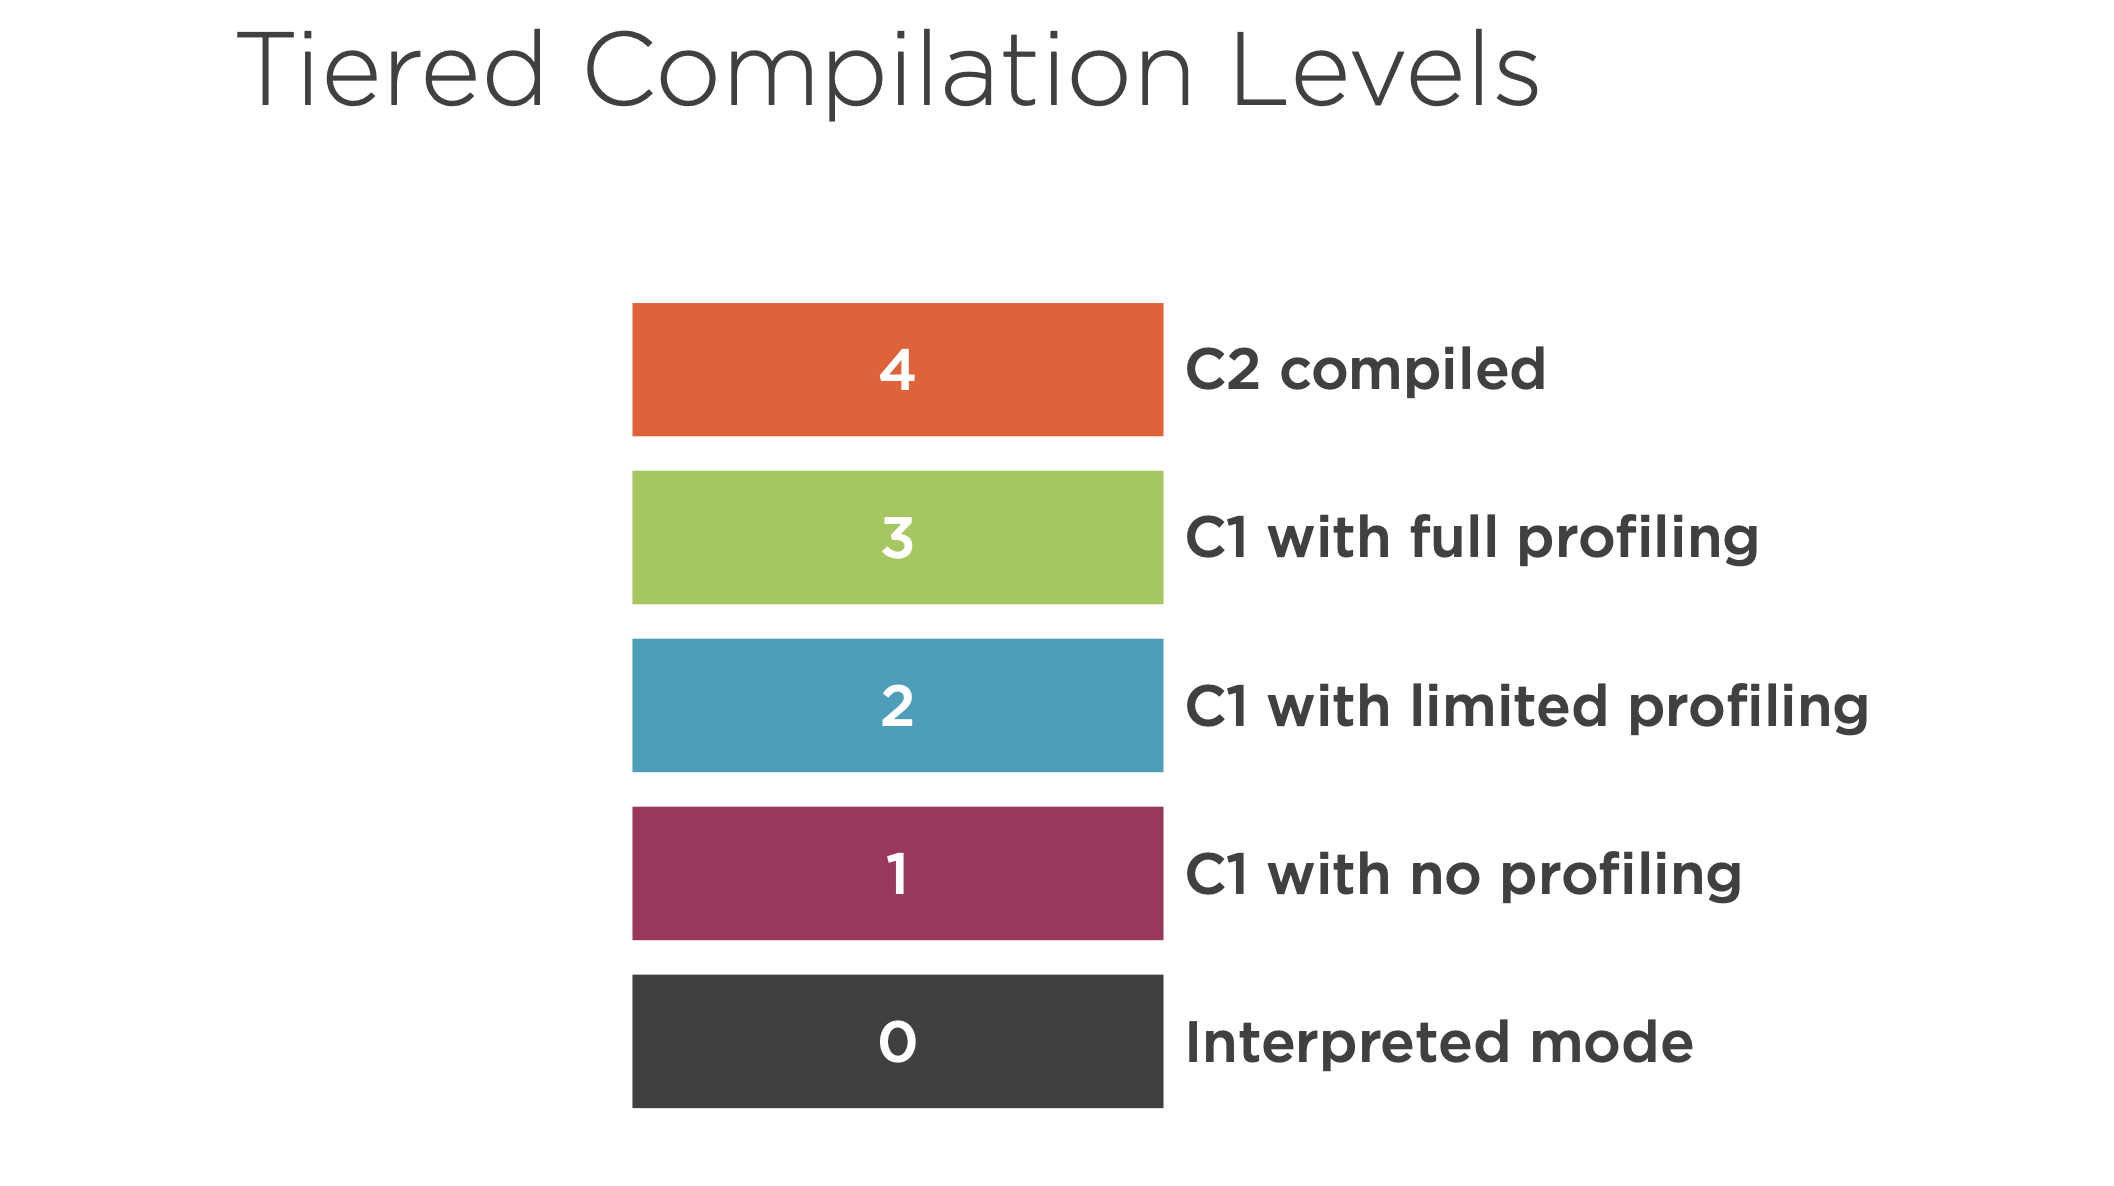 Tiered Compilation Levels
4 C2 compiled
3 C1 with full profiling
2 C1 with limited profiling
1 C1 with no profiling
0 Interpreted mode